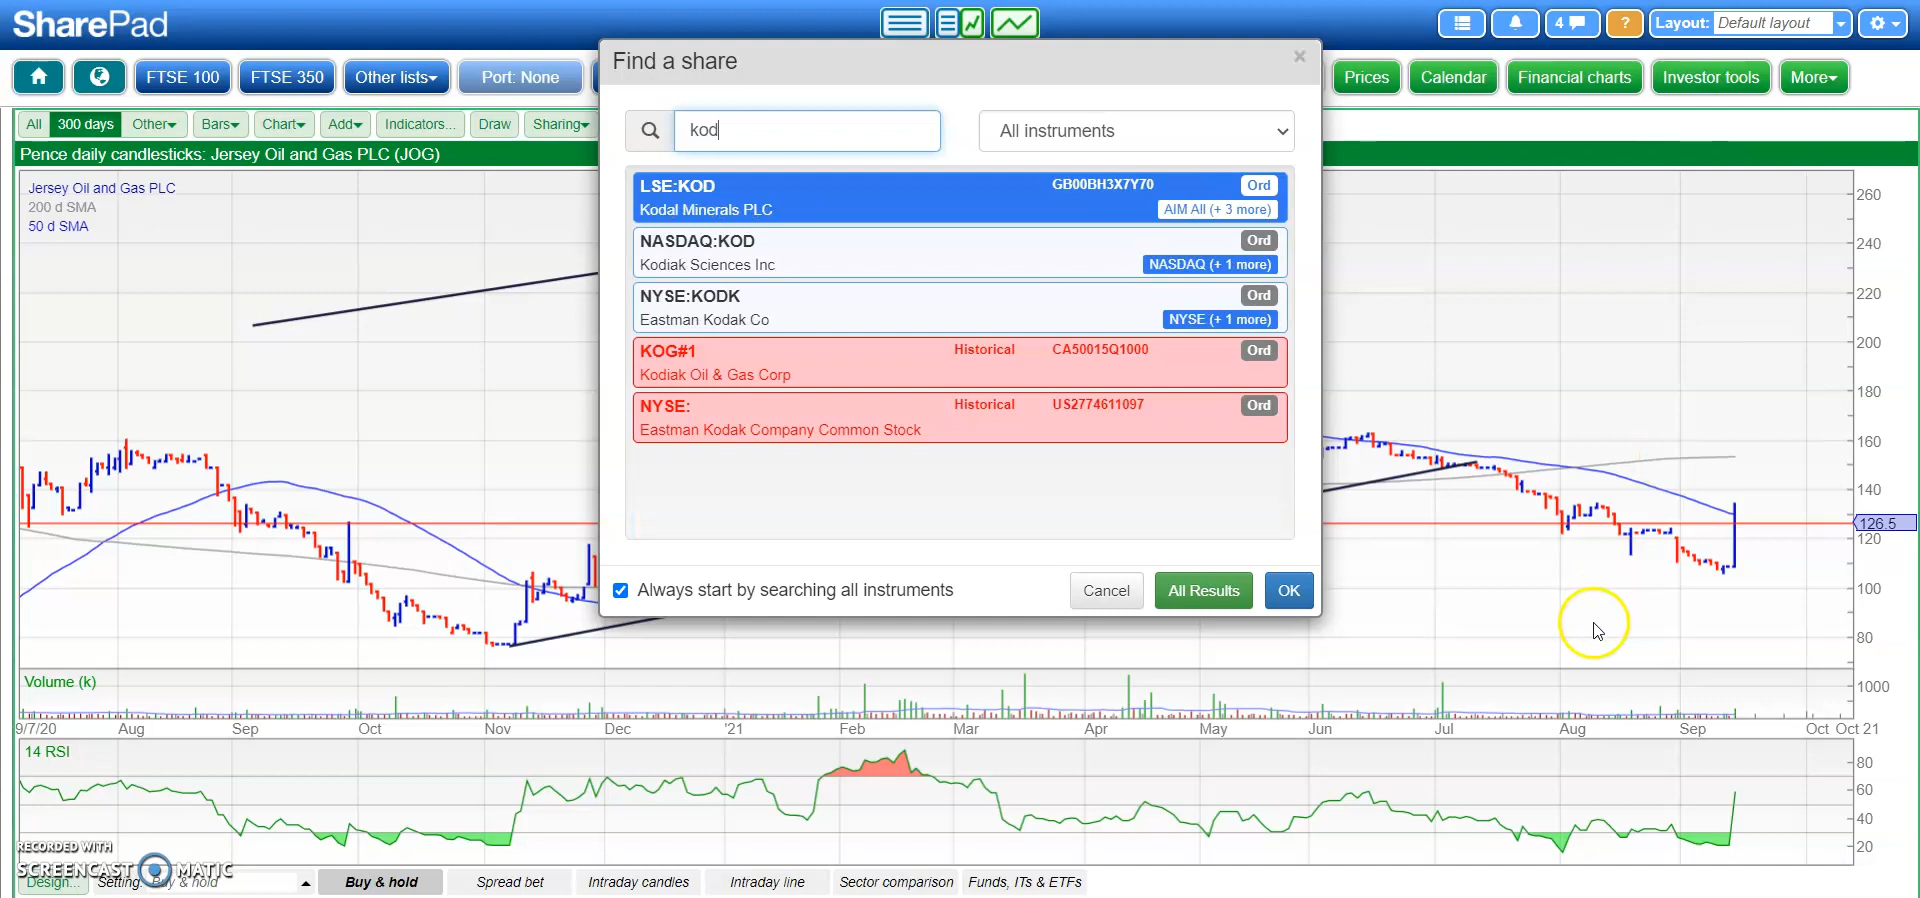 SharePad
4
?
Layout: Default layout
FTSE 100
FTSE 350
Other lists
Port: None
Prices
Calendar
Financial charts
Investor tools
More
All
300 days
Other
Bars
Chart
Add
Indicators...
Draw
Sharing
Pence daily candlesticks: Jersey Oil and Gas PLC (JOG)
Jersey Oil and Gas PLC
200 d SMA
50 d SMA
Find a share
×
kod
All instruments
LSE:KOD GB00BH3X7Y70 Ord
Kodal Minerals PLC AIM All (+ 3 more)
NASDAQ:KOD Ord
Kodiak Sciences Inc NASDAQ (+ 1 more)
NYSE:KODK Ord
Eastman Kodak Co NYSE (+ 1 more)
KOG#1 Historical CA50015Q1000 Ord
Kodiak Oil & Gas Corp
NYSE: Historical US2774611097 Ord
Eastman Kodak Company Common Stock
Always start by searching all instruments
Cancel
All Results
OK
260
240
220
200
180
160
140
126.5
120
100
80
Volume (k)
1000
9/7/20 Aug Sep Oct Nov Dec '21 Feb Mar Apr May Jun Jul Aug Sep Oct Oct 21
14 RSI
80
60
40
20
RECORDED WITH
SCREENCAST MATIC
Design... Setting: Buy & hold
Buy & hold
Spread bet
Intraday candles
Intraday line
Sector comparison
Funds, ITs & ETFs